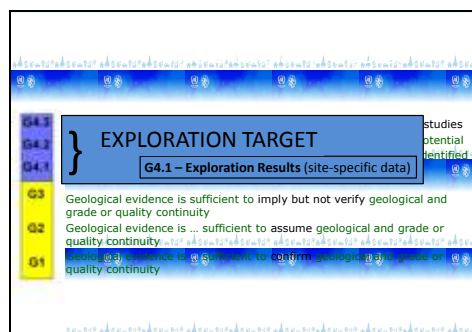 G4.3
studies
G4.2
}
EXPLORATION TARGET
otential
G4.1
G4.1 – Exploration Results (site-specific data)
dentified
G3
Geological evidence is sufficient to imply but not verify geological and
grade or quality continuity
G2
Geological evidence is … sufficient to assume geological and grade or
quality continuity
G1
Geological evidence is … sufficient to confirm geological and grade or
quality continuity